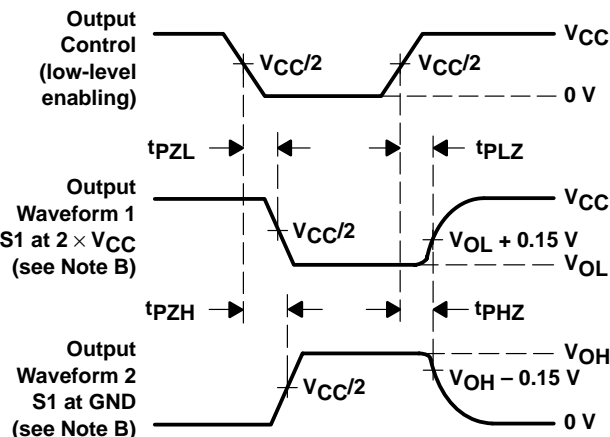 Output
Control
(low-level
enabling)
VCC/2
VCC/2
VCC
0 V
tPZL
tPLZ
Output
Waveform 1
S1 at 2 × VCC
(see Note B)
VCC/2
VCC
VOL + 0.15 V
VOL
tPZH
tPHZ
Output
Waveform 2
S1 at GND
(see Note B)
VCC/2
VOH
VOH – 0.15 V
0 V